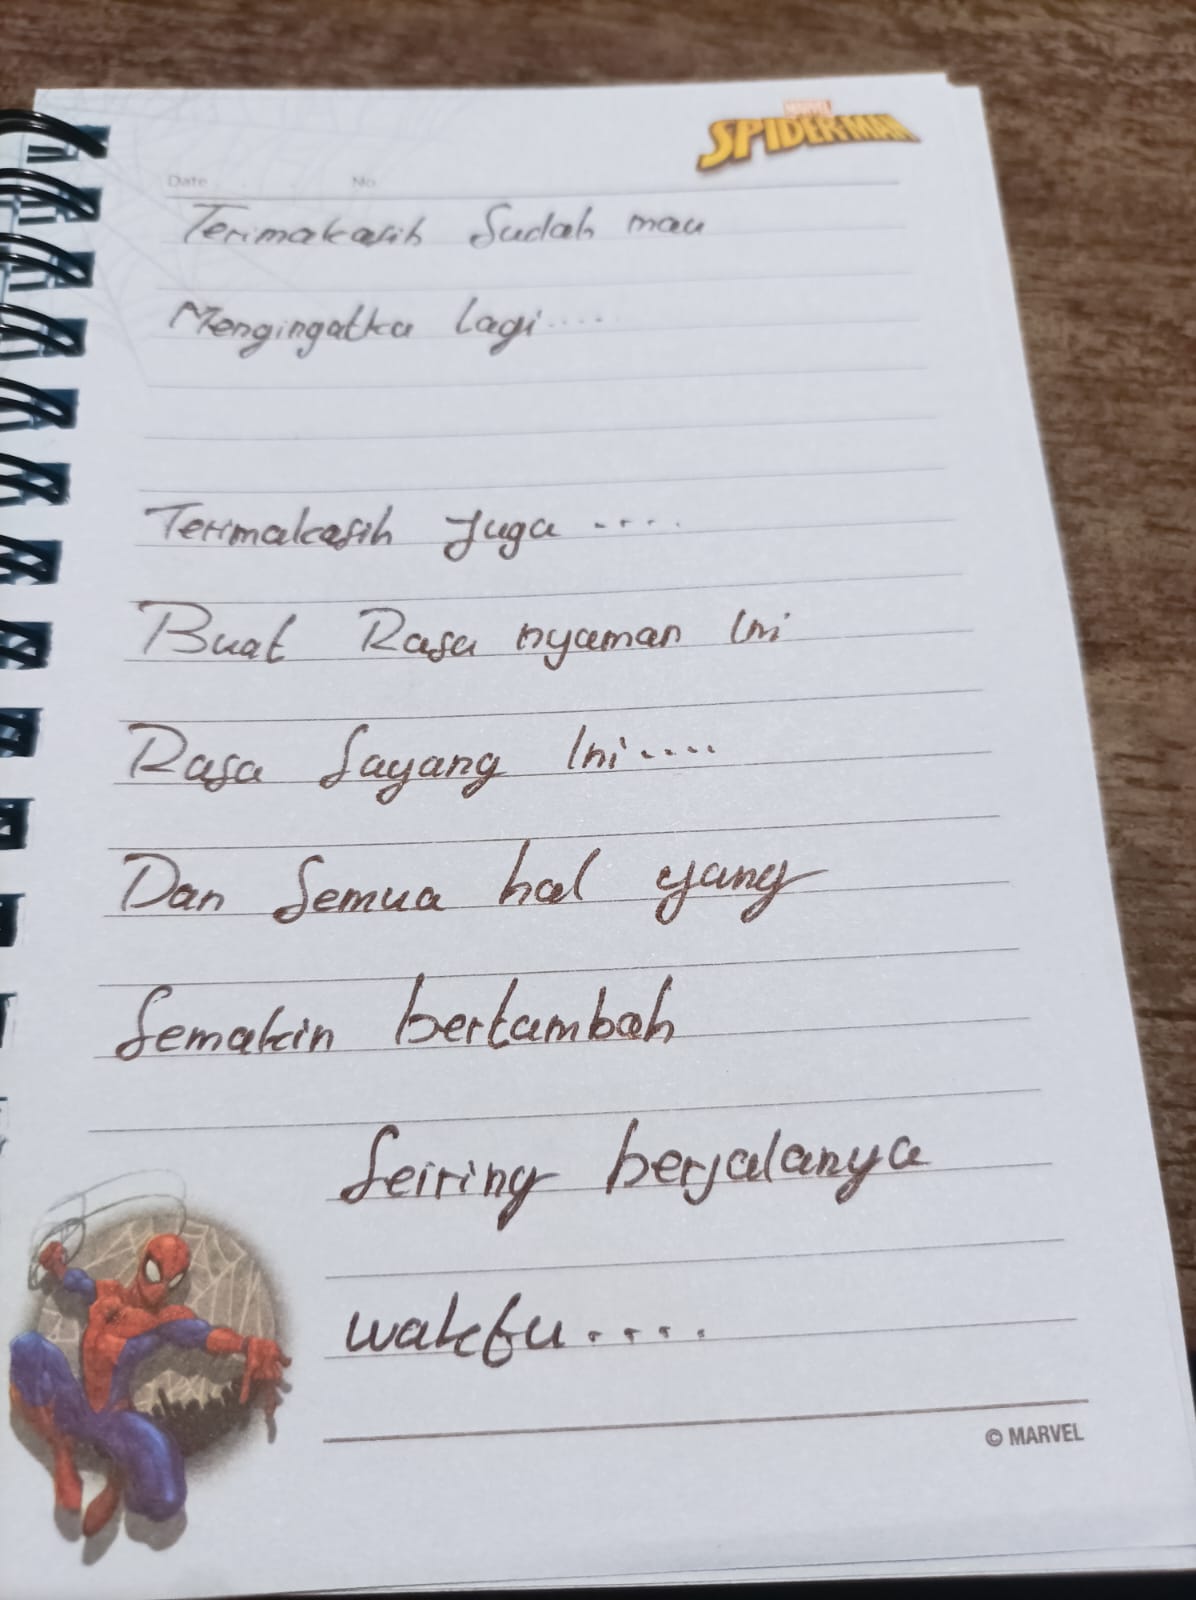 MARVEL
SPIDER-MAN
Date No
Terimakasih Sudah mau
Mengingatku lagi.....
Terimakasih Juga .....
Buat Rasa nyaman Ini
Rasa Sayang Ini.....
Dan Semua hal yang
Semakin bertambah
Seiring berjalanya
waktu....
© MARVEL